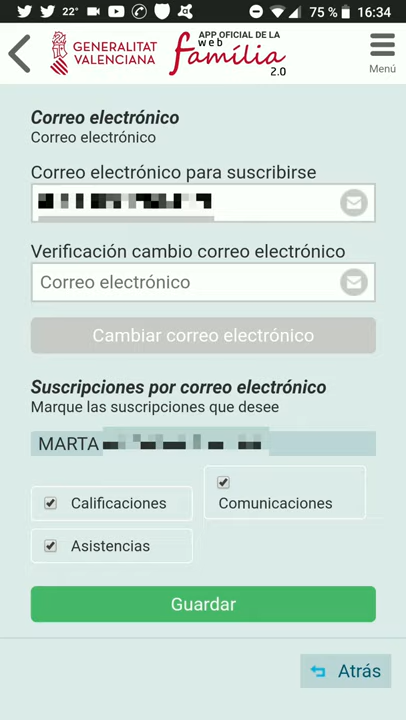 22° 75 % 16:34
GENERALITAT
VALENCIANA
APP OFICIAL DE LA
web
família
2.0
Menú
Correo electrónico
Correo electrónico
Correo electrónico para suscribirse
Verificación cambio correo electrónico
Correo electrónico
Cambiar correo electrónico
Suscripciones por correo electrónico
Marque las suscripciones que desee
MARTA
Calificaciones
Comunicaciones
Asistencias
Guardar
Atrás